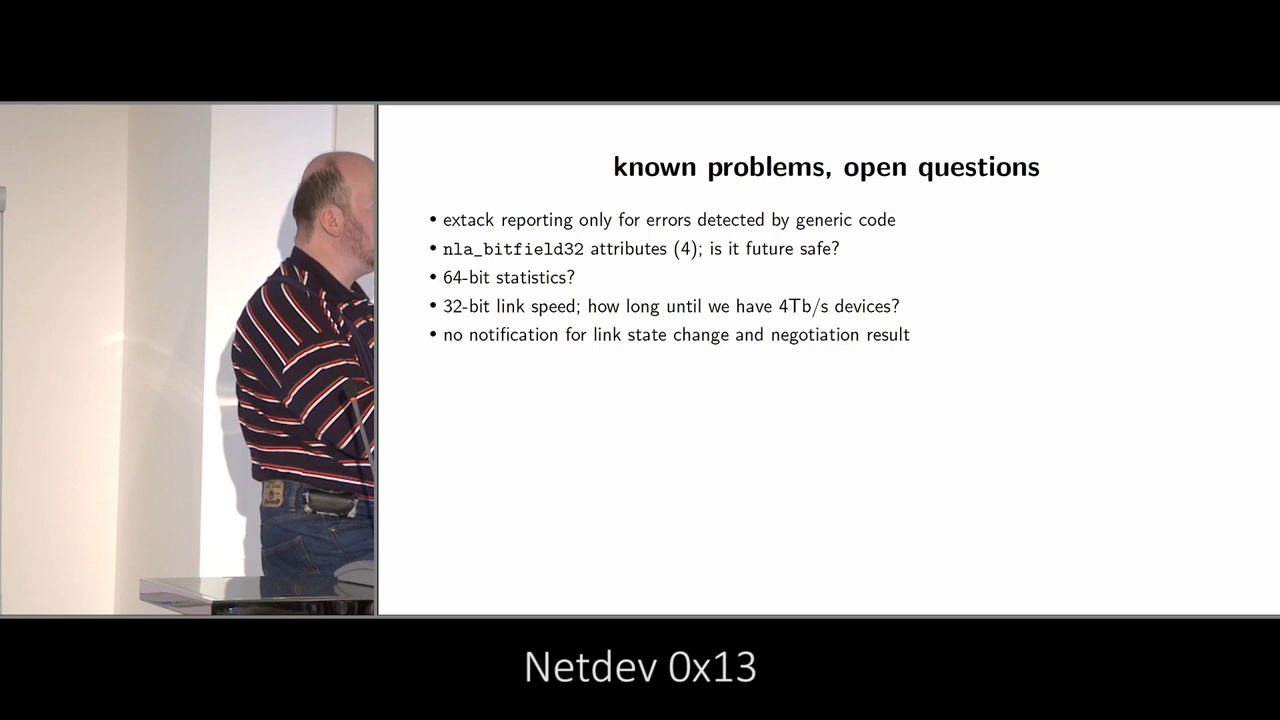 known problems, open questions
• extack reporting only for errors detected by generic code
• nla_bitfield32 attributes (4); is it future safe?
• 64-bit statistics?
• 32-bit link speed; how long until we have 4Tb/s devices?
• no notification for link state change and negotiation result
Netdev 0x13